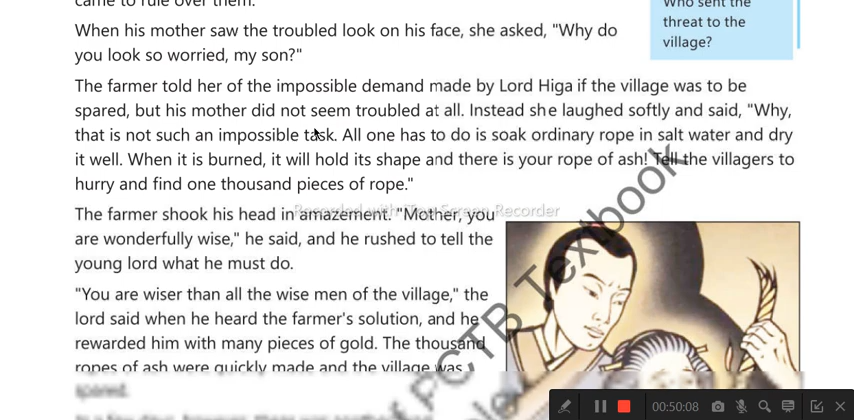 came to rule over them.
Who sent the
threat to the
village?
When his mother saw the troubled look on his face, she asked, "Why do
you look so worried, my son?"
The farmer told her of the impossible demand made by Lord Higa if the village was to be
spared, but his mother did not seem troubled at all. Instead she laughed softly and said, "Why,
that is not such an impossible task. All one has to do is soak ordinary rope in salt water and dry
it well. When it is burned, it will hold its shape and there is your rope of ash! Tell the villagers to
hurry and find one thousand pieces of rope."
The farmer shook his head in amazement. "Mother, you
are wonderfully wise," he said, and he rushed to tell the
young lord what he must do.
"You are wiser than all the wise men of the village," the
lord said when he heard the farmer's solution, and he
rewarded him with many pieces of gold. The thousand
ropes of ash were quickly made and the village was
spared.
PCTB Textbook
Recorded with Screen Recorder
00:50:08